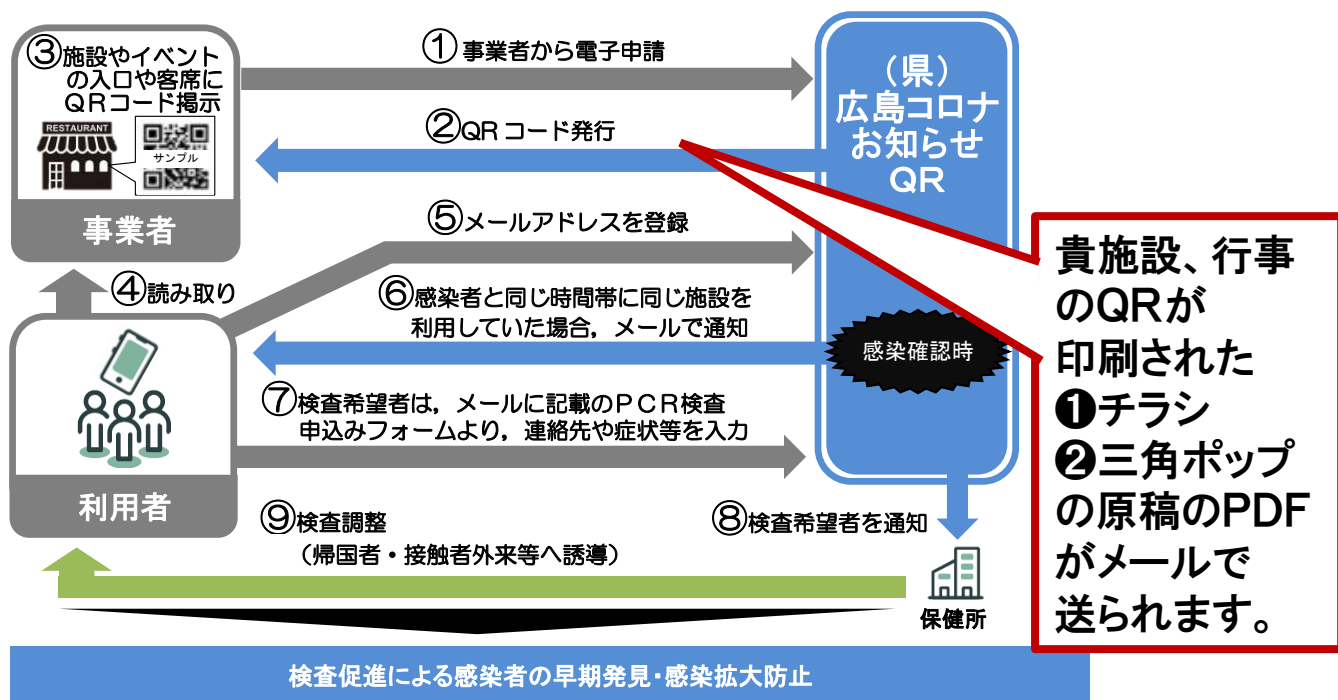 ③施設やイベント
の入口や客席に
QRコード掲示
RESTAURANT
サンプル
事業者
①事業者から電子申請
②QRコード発行
(県)
広島コロナ
お知らせ
QR
⑤メールアドレスを登録
④読み取り
⑥感染者と同じ時間帯に同じ施設を
利用していた場合，メールで通知
感染確認時
⑦検査希望者は，メールに記載のPCR検査
申込みフォームより，連絡先や症状等を入力
利用者
⑧検査希望者を通知
⑨検査調整
（帰国者・接触者外来等へ誘導）
保健所
貴施設、行事
のQRが
印刷された
❶チラシ
❷三角ポップ
の原稿のPDF
がメールで
送られます。
検査促進による感染者の早期発見・感染拡大防止